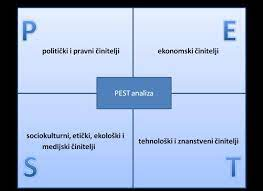 P
E
politički i pravni činitelji
ekonomski činitelji
PEST analiza
sociokulturni, etički, ekološki i
medijski činitelji
tehnološki i znanstveni činitelji
S
T